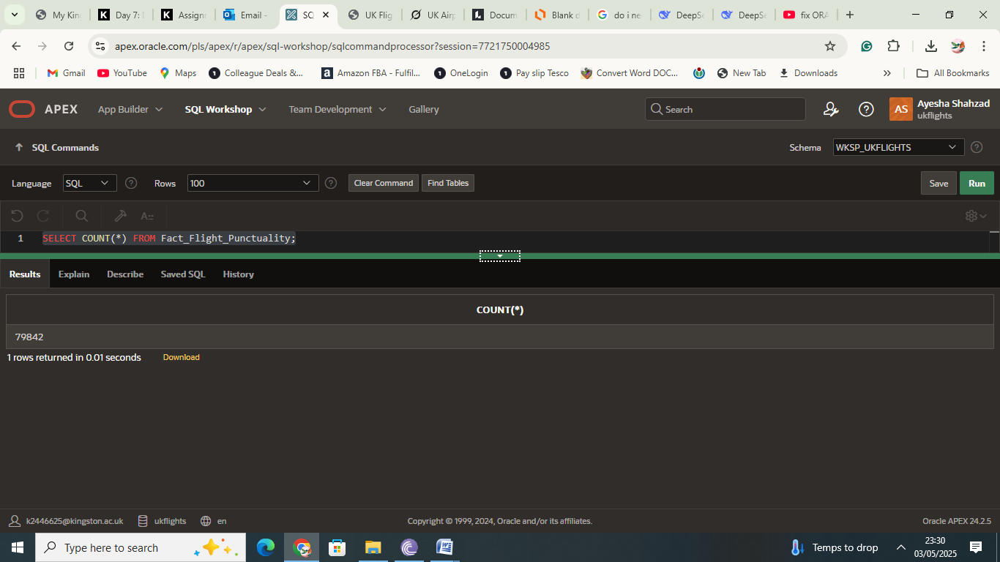 My Kin
Day 7:
Assign
Email -
SQ
UK Flig
UK Airp
Docum
Blank d
do i ne
DeepSe
DeepSe
fix ORA
apex.oracle.com/pls/apex/r/apex/sql-workshop/sqlcommandprocessor?session=7721750004985
Gmail
YouTube
Maps
Colleague Deals &...
Amazon FBA - Fulfil...
OneLogin
Pay slip Tesco
Convert Word DOC...
New Tab
Downloads
All Bookmarks
APEX
App Builder
SQL Workshop
Team Development
Gallery
Search
AS
Ayesha Shahzad
ukflights
SQL Commands
Schema
WKSP_UKFLIGHTS
Language
SQL
Rows
100
Clear Command
Find Tables
Save
Run
1 SELECT COUNT(*) FROM Fact_Flight_Punctuality;
Results
Explain
Describe
Saved SQL
History
COUNT(*)
79842
1 rows returned in 0.01 seconds
Download
k2446625@kingston.ac.uk
ukflights
en
Copyright © 1999, 2024, Oracle and/or its affiliates.
Oracle APEX 24.2.5
Type here to search
Temps to drop
23:30
03/05/2025